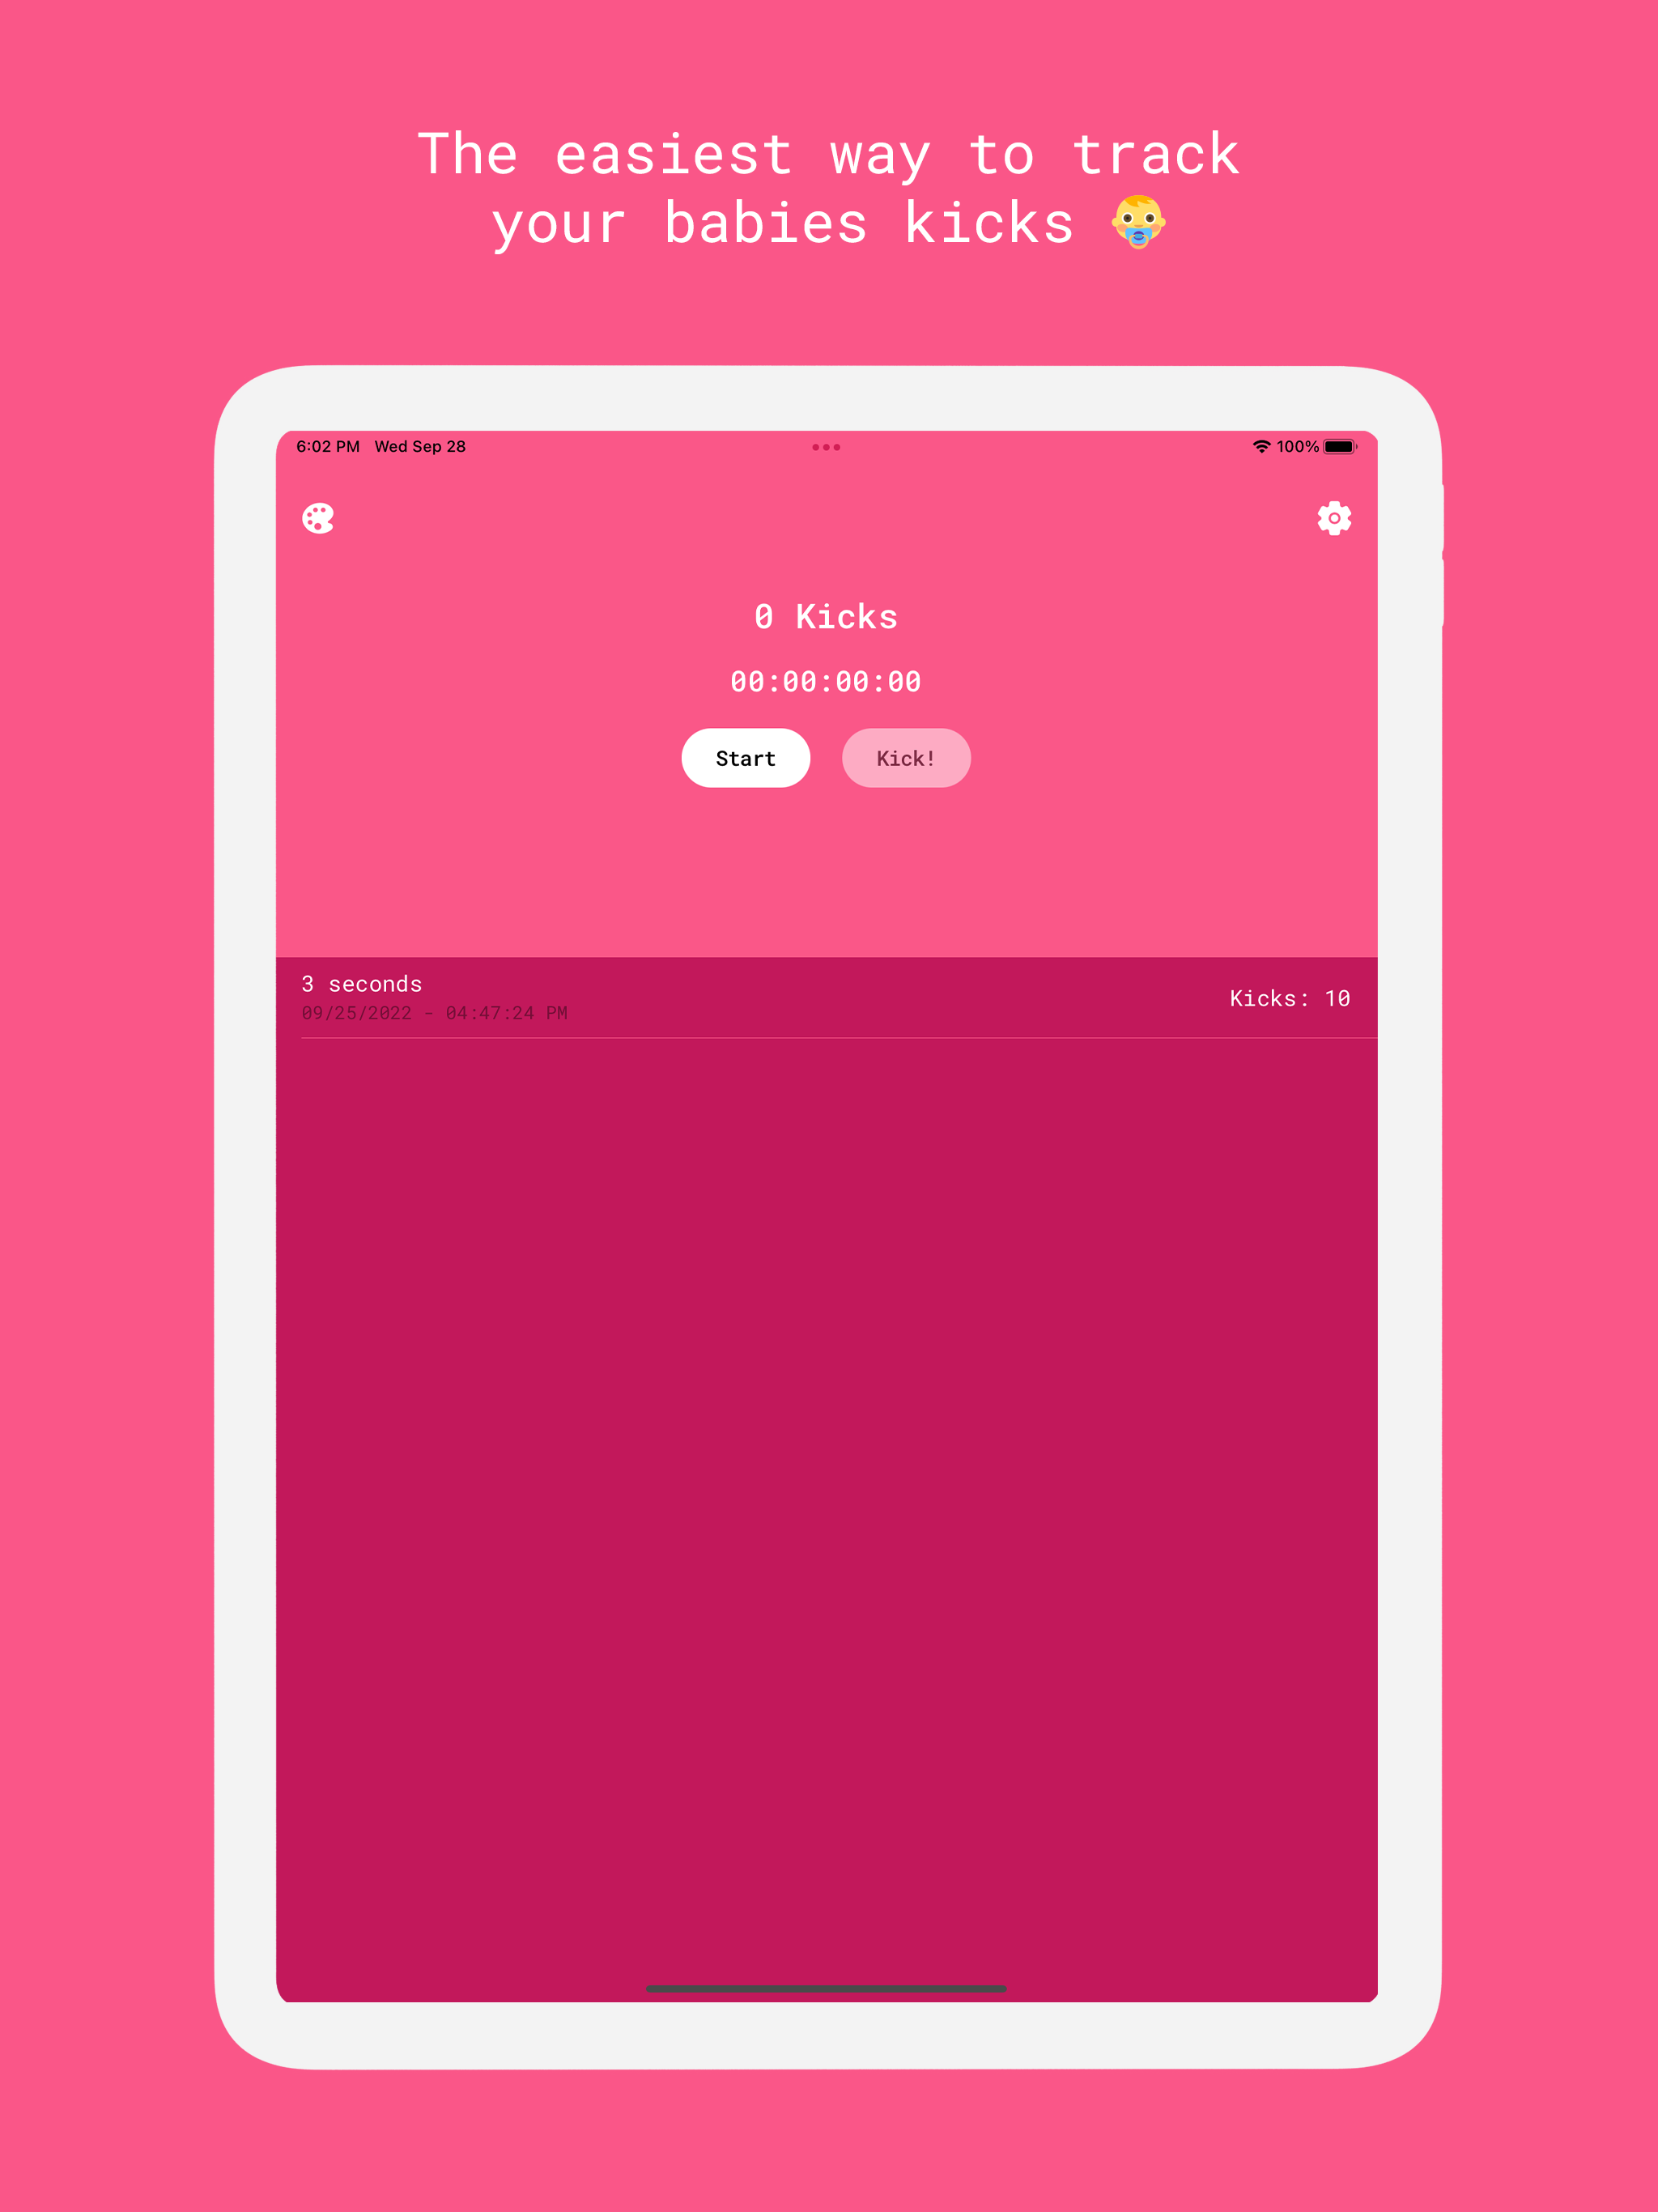 The easiest way to track
your babies kicks
6:02 PM Wed Sep 28
100%
0 Kicks
00:00:00:00
Start Kick!
3 seconds
09/25/2022 - 04:47:24 PM
Kicks: 10